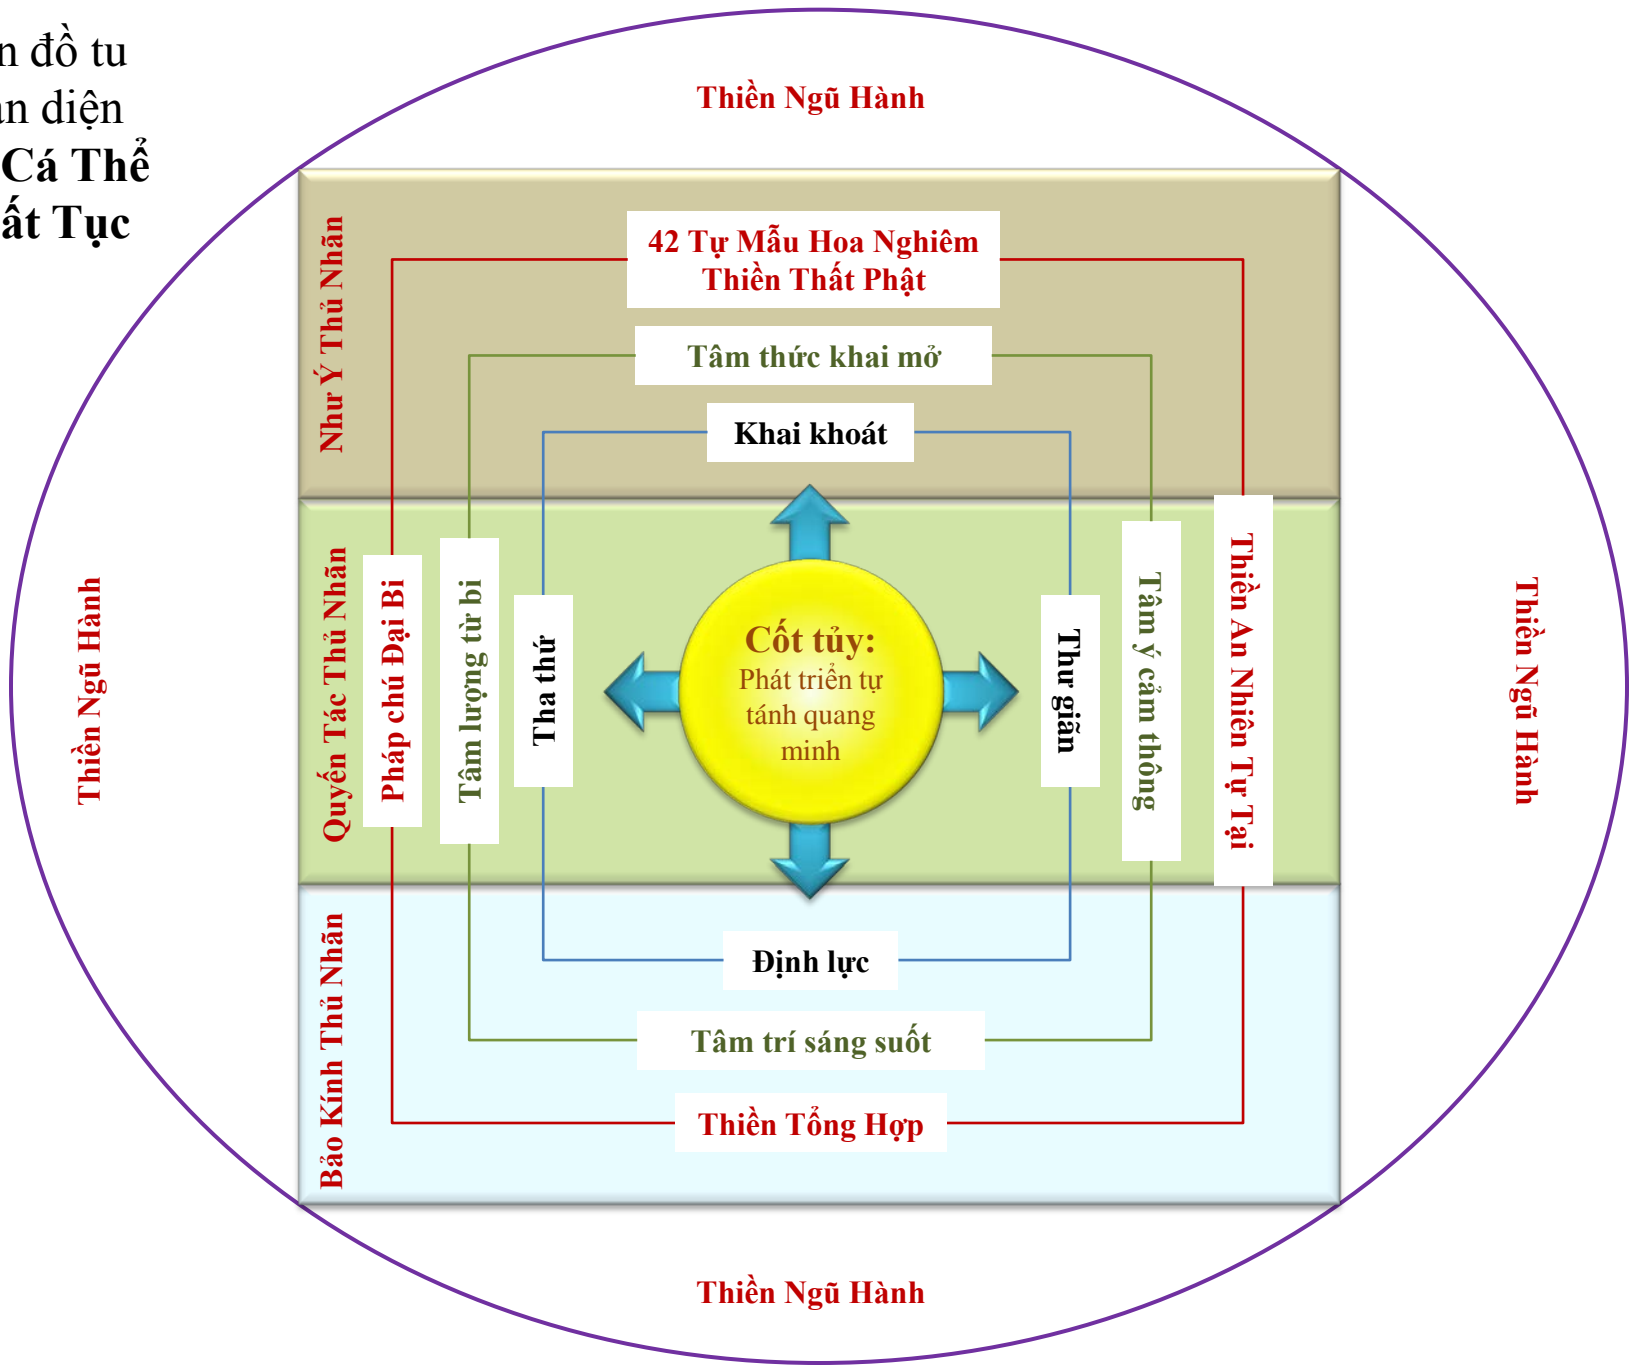 n đồ tu
n diện
Cá Thể
ất Tục
Thiền Ngũ Hành
Như Ý Thủ Nhãn
42 Tự Mẫu Hoa Nghiêm
Thiền Thất Phật
Tâm thức khai mở
Khai khoát
Thiền Ngũ Hành
Quyến Tác Thủ Nhãn
Pháp chú Đại Bi
Tâm lượng từ bi
Tha thứ
Cốt tủy:
Phát triển tự
tánh quang
minh
Thư giãn
Tâm ý cảm thông
Thiền An Nhiên Tự Tại
Thiền Ngũ Hành
Bảo Kính Thủ Nhãn
Định lực
Tâm trí sáng suốt
Thiền Tổng Hợp
Thiền Ngũ Hành